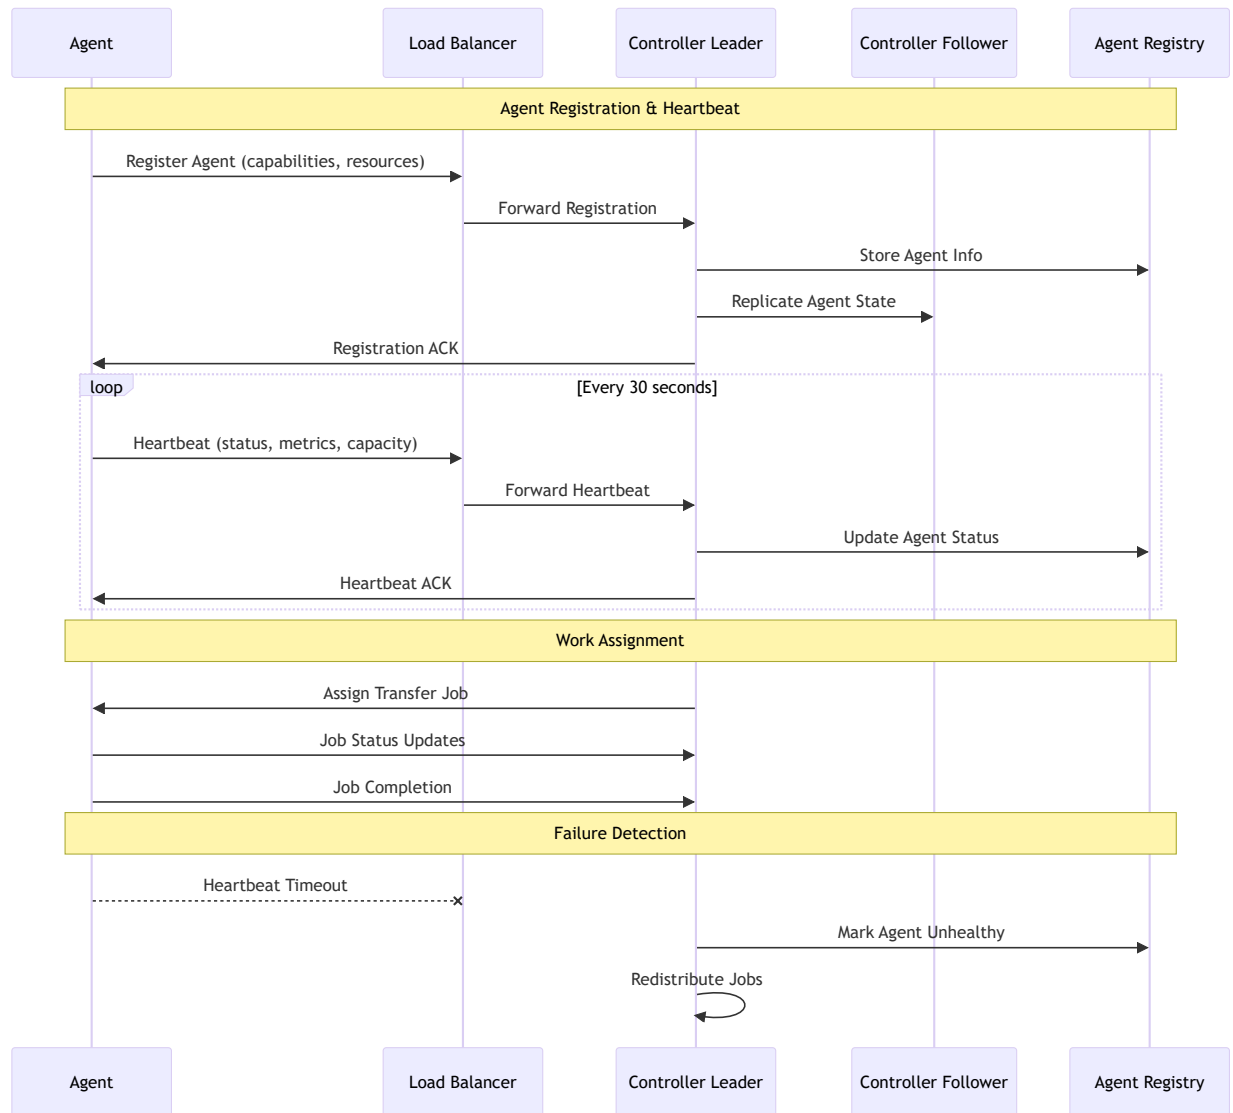 Agent
Load Balancer
Controller Leader
Controller Follower
Agent Registry
Agent Registration & Heartbeat
Register Agent (capabilities, resources)
Forward Registration
Store Agent Info
Replicate Agent State
Registration ACK
loop
[Every 30 seconds]
Heartbeat (status, metrics, capacity)
Forward Heartbeat
Update Agent Status
Heartbeat ACK
Work Assignment
Assign Transfer Job
Job Status Updates
Job Completion
Failure Detection
Heartbeat Timeout
Mark Agent Unhealthy
Redistribute Jobs
Agent
Load Balancer
Controller Leader
Controller Follower
Agent Registry